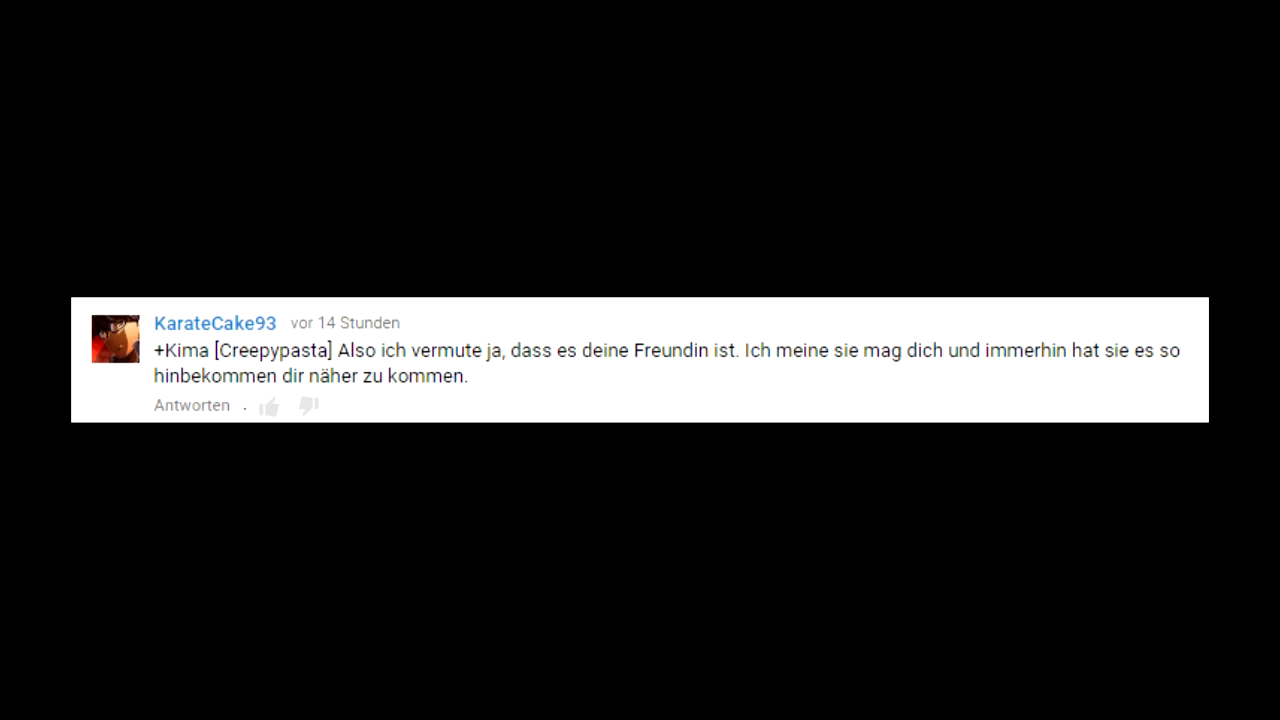 KarateCake93 vor 14 Stunden
+Kima [Creepypasta] Also ich vermute ja, dass es deine Freundin ist. Ich meine sie mag dich und immerhin hat sie es so
hinbekommen dir näher zu kommen.
Antworten .